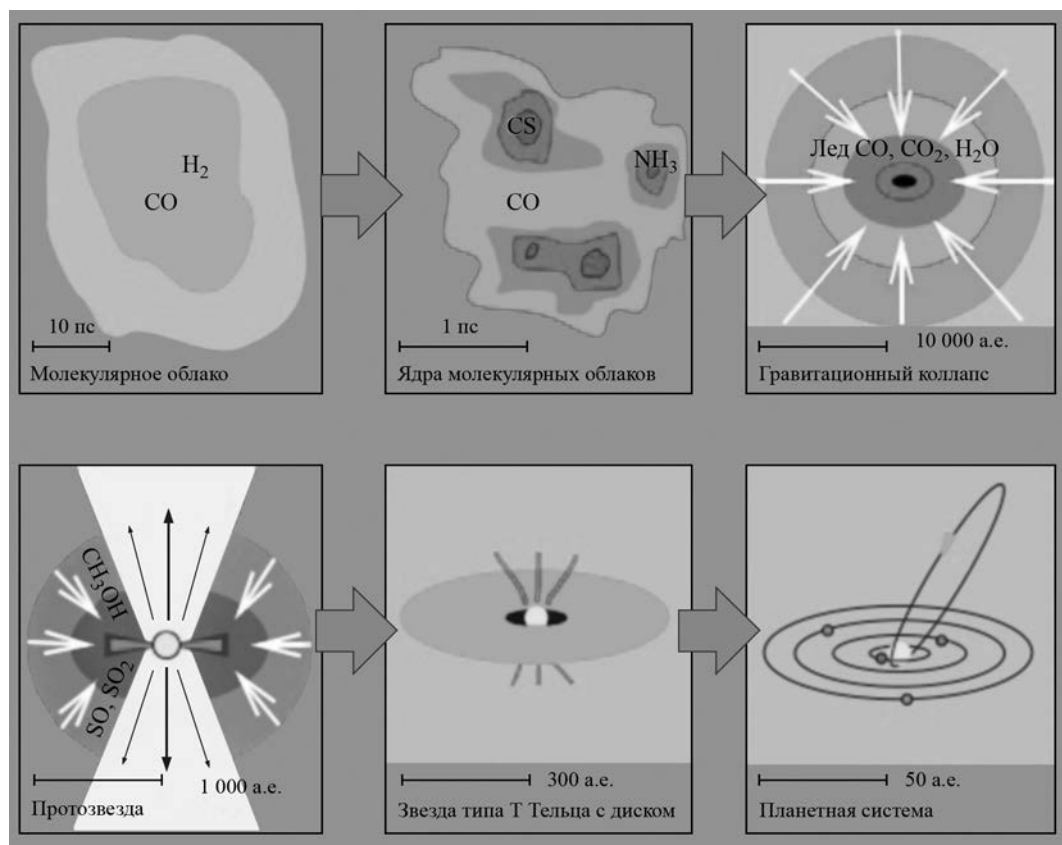 H₂
CO
10 пс
Молекулярное облако
CS
NH₃
CO
1 пс
Ядра молекулярных облаков
Лед CO, CO₂, H₂O
10 000 а.е.
Гравитационный коллапс
CH₃OH
SO, SO₂
1 000 а.е.
Протозвезда
300 а.е.
Звезда типа Т Тельца с диском
50 а.е.
Планетная система